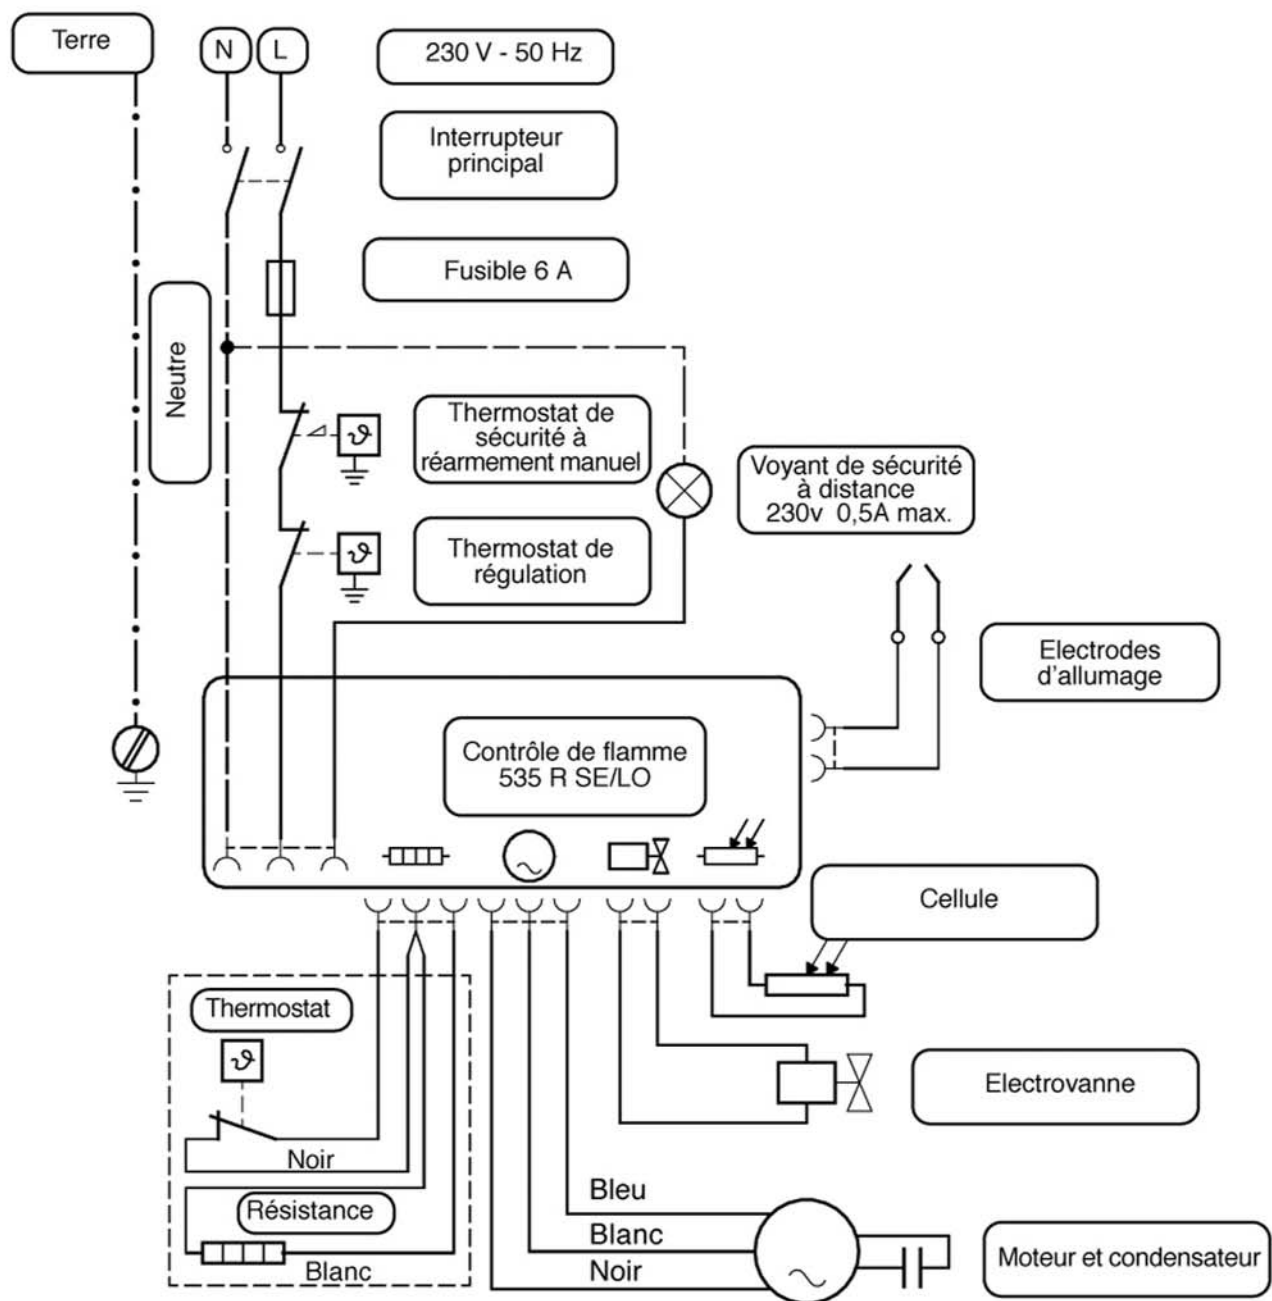 Terre
N
L
230 V - 50 Hz
Interrupteur
principal
Fusible 6 A
Neutre
Thermostat de
sécurité à
réarmement manuel
Voyant de sécurité
à distance
230v 0,5A max.
Thermostat de
régulation
Electrodes
d'allumage
Contrôle de flamme
535 R SE/LO
Cellule
Thermostat
Noir
Electrovanne
Résistance
Blanc
Bleu
Blanc
Noir
Moteur et condensateur